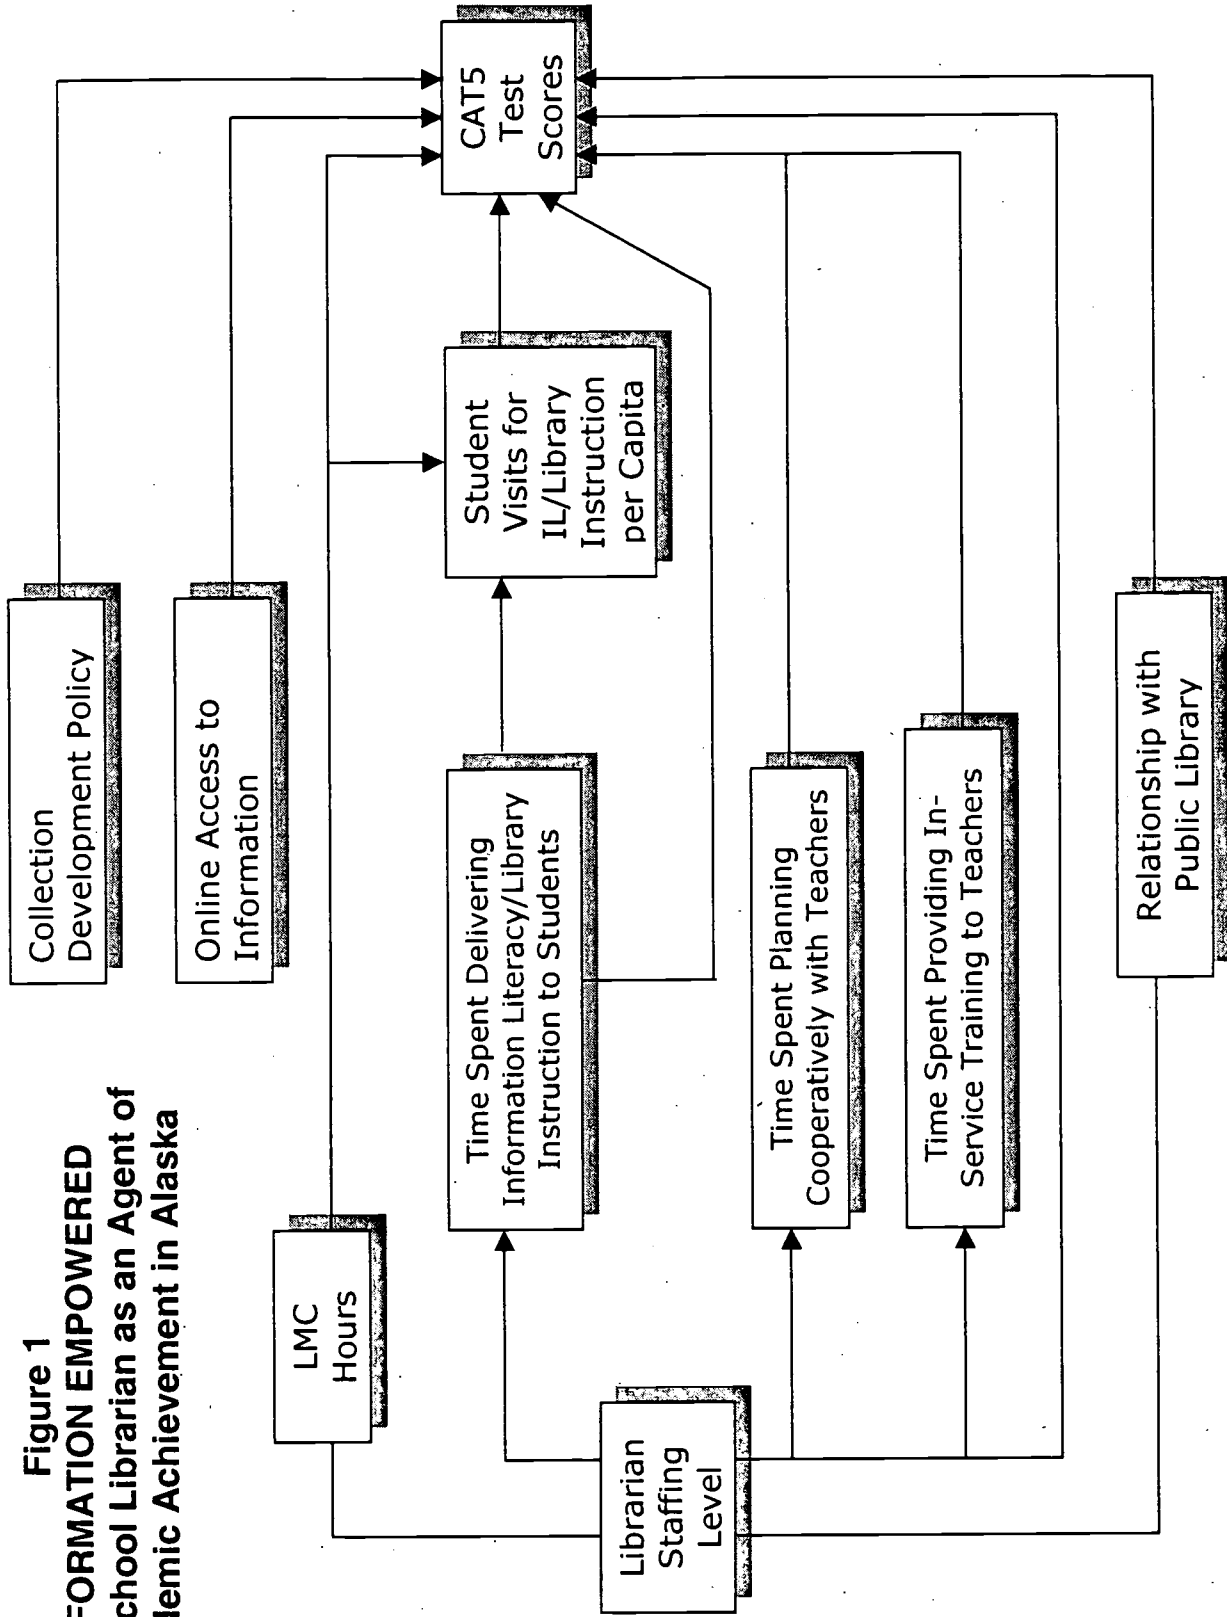 Figure 1
FORMATION EMPOWERED
chool Librarian as an Agent of
demic Achievement in Alaska
Collection
Development Policy
Online Access to
Information
LMC
Hours
Time Spent Delivering
Information Literacy/Library
Instruction to Students
Student
Visits for
IL/Library
Instruction
per Capita
CAT5
Test
Scores
Librarian
Staffing
Level
Time Spent Planning
Cooperatively with Teachers
Time Spent Providing In-
Service Training to Teachers
Relationship with
Public Library